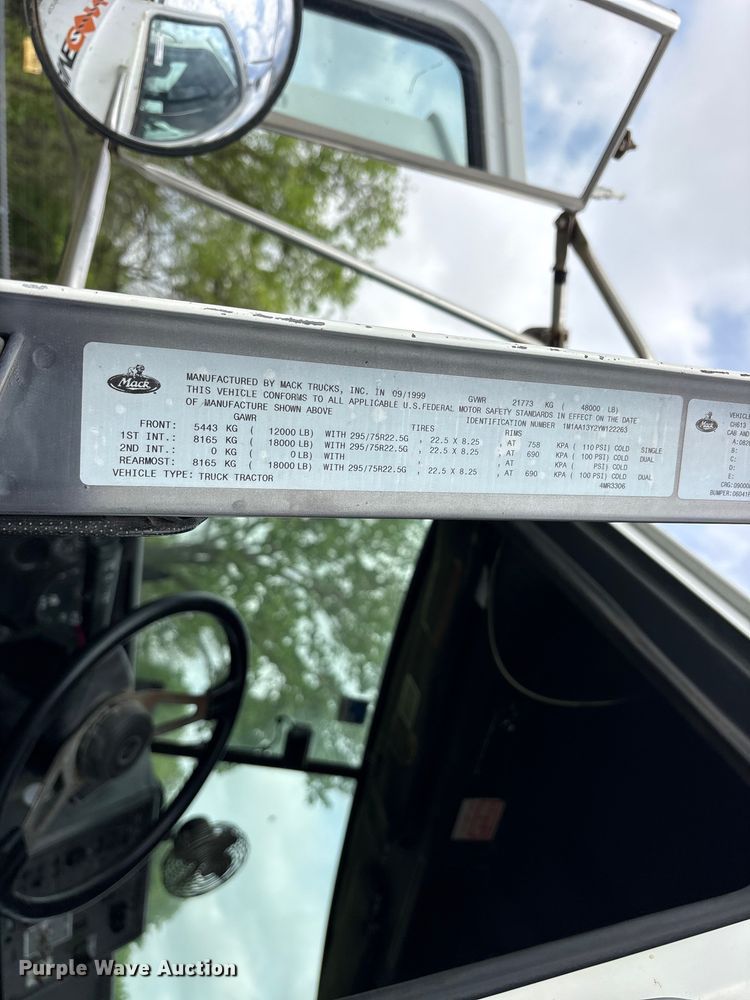 Mack
MANUFACTURED BY MACK TRUCKS, INC. IN 09/1999 GVWR 21773 KG ( 48000 LB)
THIS VEHICLE CONFORMS TO ALL APPLICABLE U.S.FEDERAL MOTOR SAFETY STANDARDS IN EFFECT ON THE DATE
OF MANUFACTURE SHOWN ABOVE IDENTIFICATION NUMBER 1M1AA13Y2YW122263
GAWR TIRES RIMS
FRONT: 5443 KG ( 12000 LB) WITH 295/75R22.5G , 22.5 X 8.25 , AT 758 KPA ( 110 PSI) COLD SINGLE
1ST INT.: 8165 KG ( 18000 LB) WITH 295/75R22.5G , 22.5 X 8.25 , AT 690 KPA ( 100 PSI) COLD DUAL
2ND INT.: 0 KG ( 0 LB) WITH , AT KPA ( PSI) COLD
REARMOST: 8165 KG ( 18000 LB) WITH 295/75R22.5G , 22.5 X 8.25 , AT 690 KPA ( 100 PSI) COLD DUAL
VEHICLE TYPE: TRUCK TRACTOR 4MR3306
Mack
CH613
CAB AND
A:
B:
C:
D:
E:
Purple Wave Auction